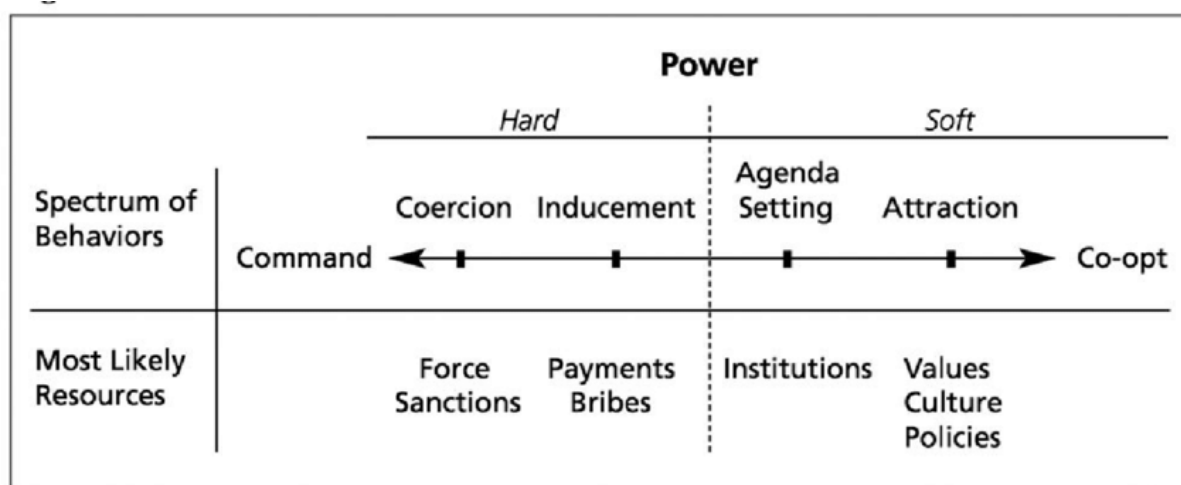 Power
Hard Soft
Spectrum of
Behaviors
Coercion Inducement Agenda
Setting Attraction
Command Co-opt
Most Likely
Resources
Force
Sanctions
Payments
Bribes
Institutions
Values
Culture
Policies